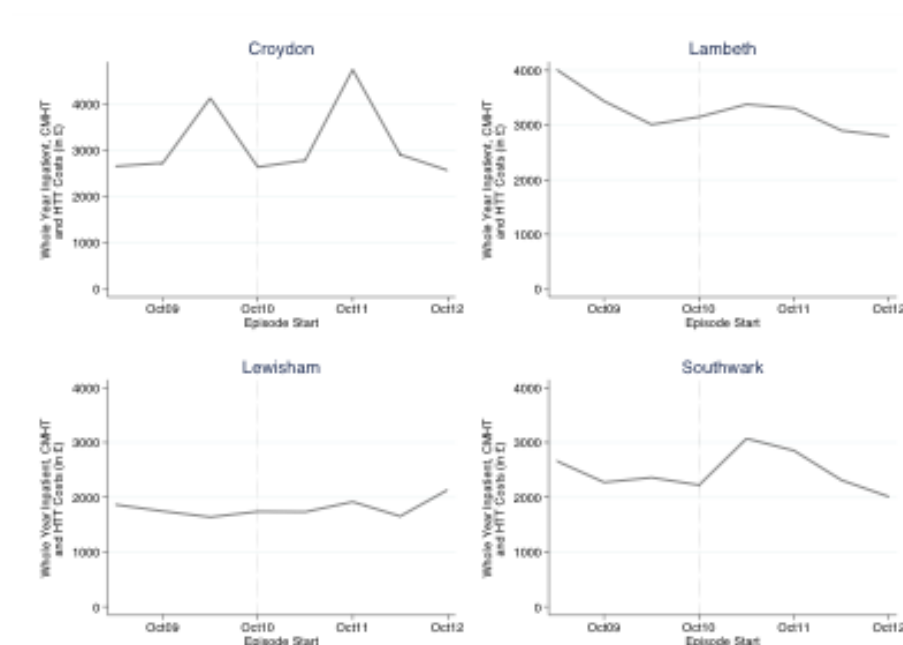 Croydon
Whole Year Inpatient, CMHT
and HTT Costs (in £)
4000
3000
2000
1000
0
Oct09 Oct10 Oct11 Oct12
Episode Start
Lambeth
Whole Year Inpatient, CMHT
and HTT Costs (in £)
4000
3000
2000
1000
0
Oct09 Oct10 Oct11 Oct12
Episode Start
Lewisham
Whole Year Inpatient, CMHT
and HTT Costs (in £)
4000
3000
2000
1000
0
Oct09 Oct10 Oct11 Oct12
Episode Start
Southwark
Whole Year Inpatient, CMHT
and HTT Costs (in £)
4000
3000
2000
1000
0
Oct09 Oct10 Oct11 Oct12
Episode Start